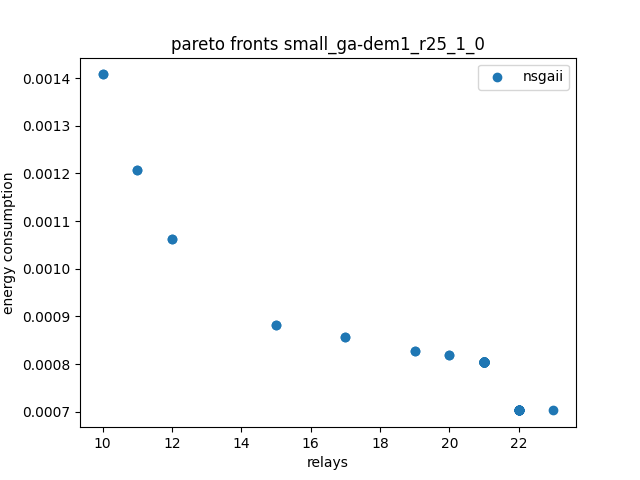 pareto fronts small_ga-dem1_r25_1_0
nsgaii
energy consumption
0.0014
0.0013
0.0012
0.0011
0.0010
0.0009
0.0008
0.0007
10 12 14 16 18 20 22
relays